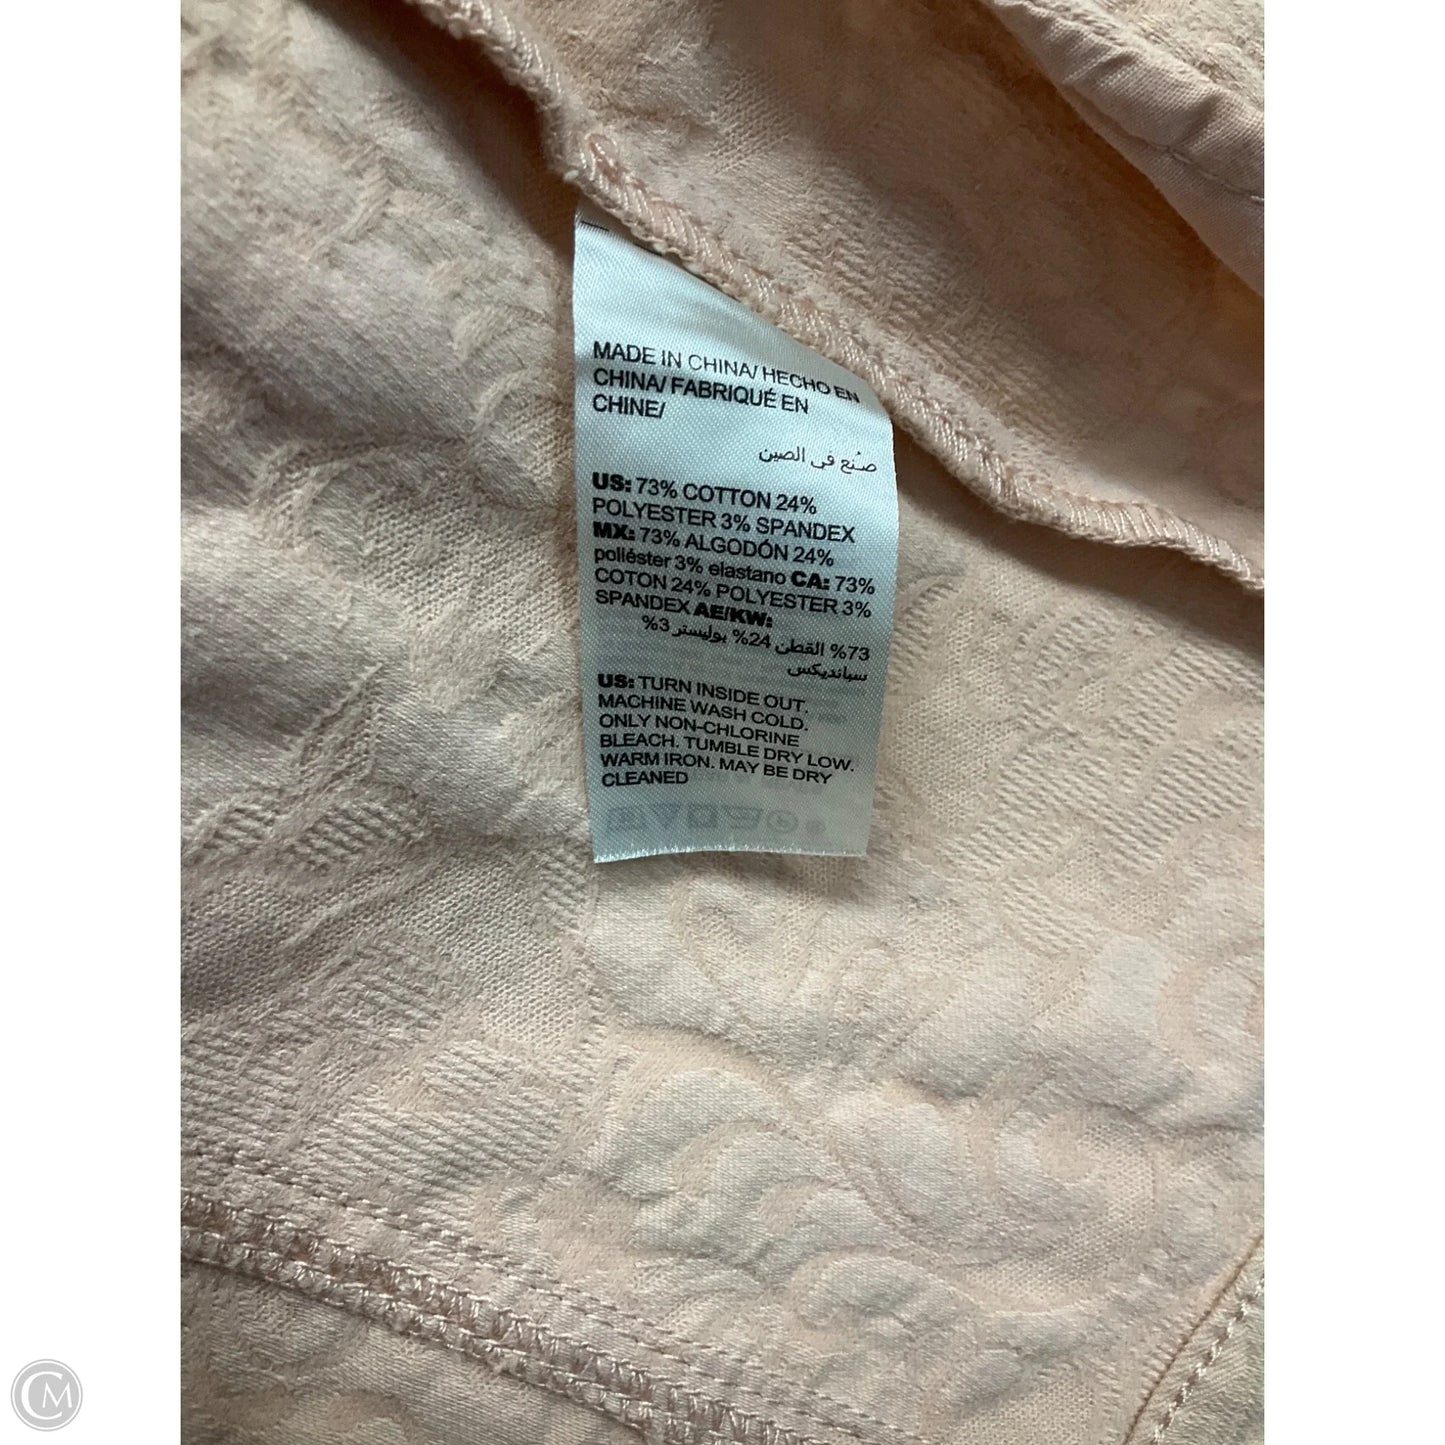 MADE IN CHINA/ HECHO EN
CHINA/ FABRIQUÉ EN
CHINE/
صنع في الصين
US: 73% COTTON 24%
POLYESTER 3% SPANDEX
MX: 73% ALGODÓN 24%
poliéster 3% elastano CA: 73%
COTON 24% POLYESTER 3%
SPANDEX AE/KW:
73% القطن 24% بوليستر 3%
سباندیکس
US: TURN INSIDE OUT.
MACHINE WASH COLD.
ONLY NON-CHLORINE
BLEACH. TUMBLE DRY LOW.
WARM IRON. MAY BE DRY
CLEANED
CM